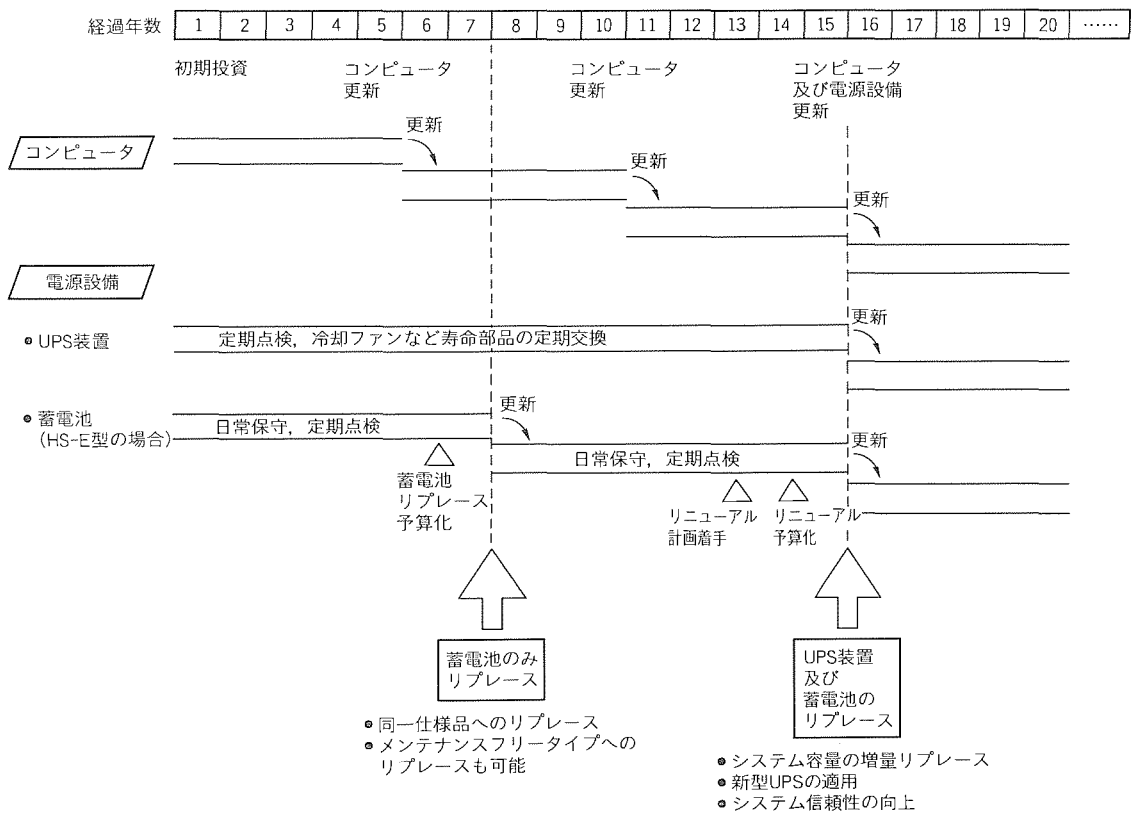 経過年数 1 2 3 4 5 6 7 8 9 10 11 12 13 14 15 16 17 18 19 20 ……
初期投資
コンピュータ
更新
コンピュータ
更新
コンピュータ
及び電源設備
更新
コンピュータ
更新
更新
更新
電源設備
●UPS装置
定期点検，冷却ファンなど寿命部品の定期交換
更新
●蓄電池
(HS-E型の場合)
日常保守，定期点検
更新
日常保守，定期点検
更新
蓄電池
リプレース
予算化
リニューアル
計画着手
リニューアル
予算化
蓄電池のみ
リプレース
●同一仕様品へのリプレース
●メンテナンスフリータイプへの
リプレースも可能
UPS装置
及び
蓄電池の
リプレース
●システム容量の増量リプレース
●新型UPSの適用
●システム信頼性の向上